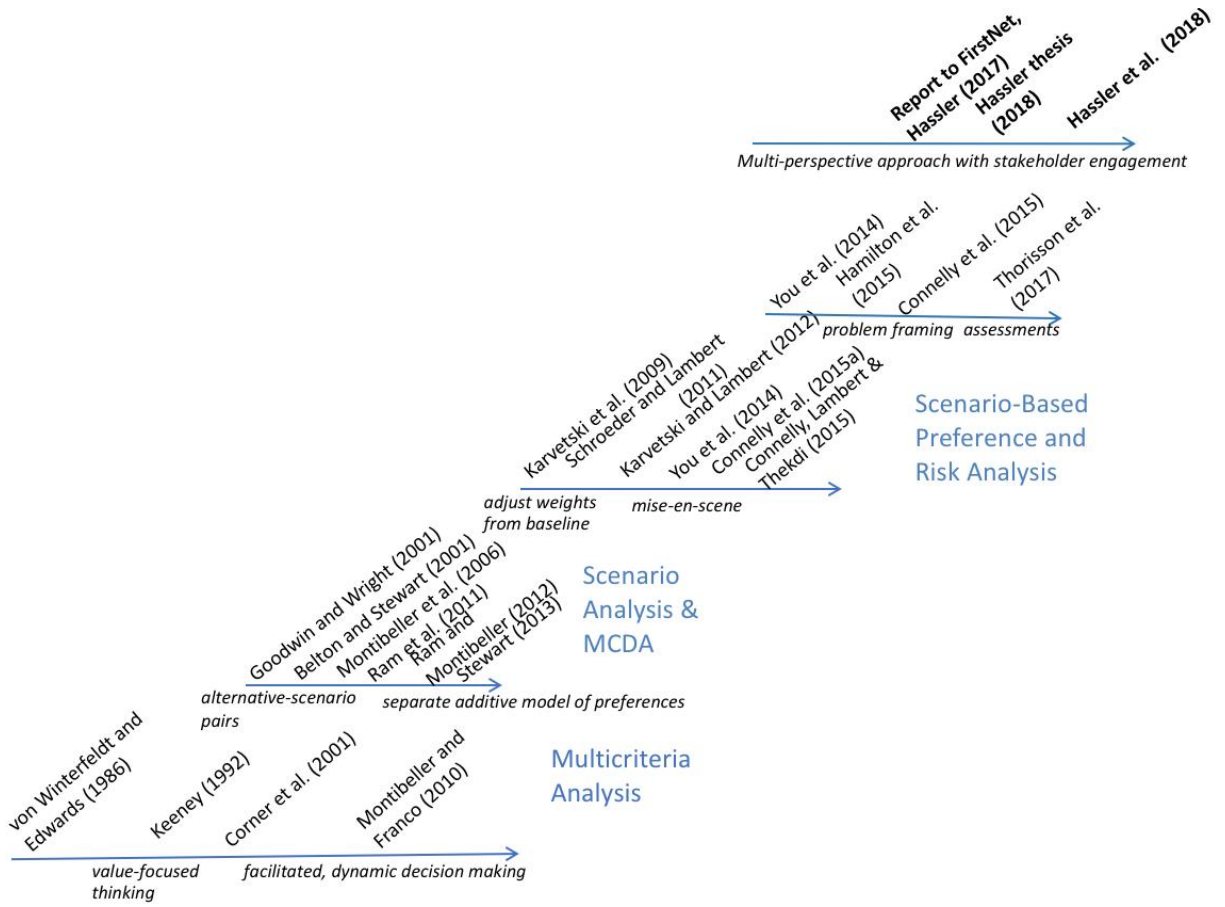 Report to FirstNet,
Hassler (2017)
Hassler thesis
(2018)
Hassler et al. (2018)
Multi-perspective approach with stakeholder engagement
You et al. (2014)
Hamilton et al.
(2015)
Connelly et al. (2015)
Thorisson et al.
(2017)
problem framing assessments
Karvetski et al. (2009)
Schroeder and Lambert
(2011)
Karvetski and Lambert (2012)
You et al. (2014)
Connelly et al. (2015a)
Connelly, Lambert &
Thekdi (2015)
adjust weights
from baseline
mise-en-scene
Scenario-Based
Preference and
Risk Analysis
Goodwin and Wright (2001)
Belton and Stewart (2001)
Montibeller et al. (2006)
Ram et al. (2011)
Ram and
Montibeller (2012)
Stewart (2013)
alternative-scenario
pairs
separate additive model of preferences
Scenario
Analysis &
MCDA
von Winterfeldt and
Edwards (1986)
Keeney (1992)
Corner et al. (2001)
Montibeller and
Franco (2010)
value-focused
thinking
facilitated, dynamic decision making
Multicriteria
Analysis